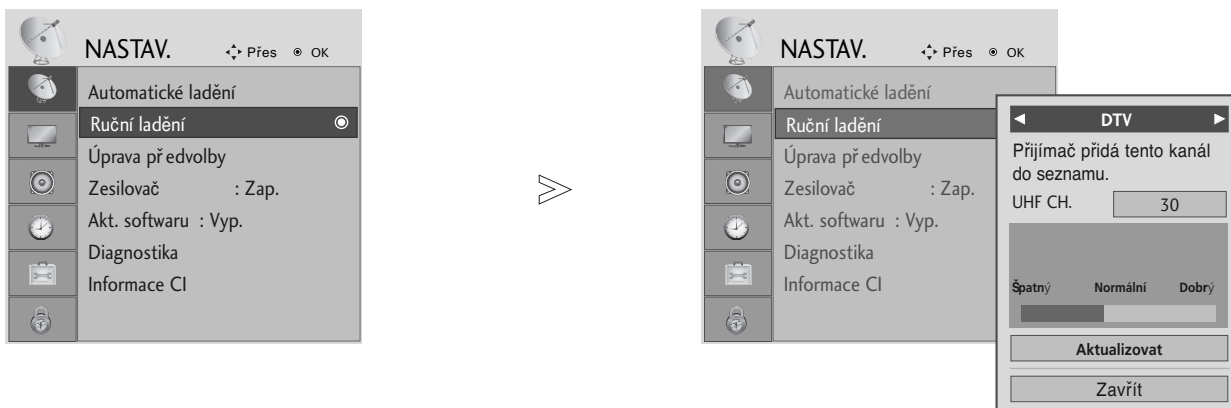 NASTAV. Přes OK
Automatické ladění
Ruční ladění
Úprava předvolby
Zesilovač : Zap.
Akt. softwaru : Vyp.
Diagnostika
Informace CI
NASTAV. Přes OK
Automatické ladění
Ruční ladění
Úprava předvolby
Zesilovač : Zap.
Akt. softwaru : Vyp.
Diagnostika
Informace CI
DTV
Přijímač přidá tento kanál
do seznamu.
UHF CH. 30
Špatný Normální Dobrý
Aktualizovat
Zavřít